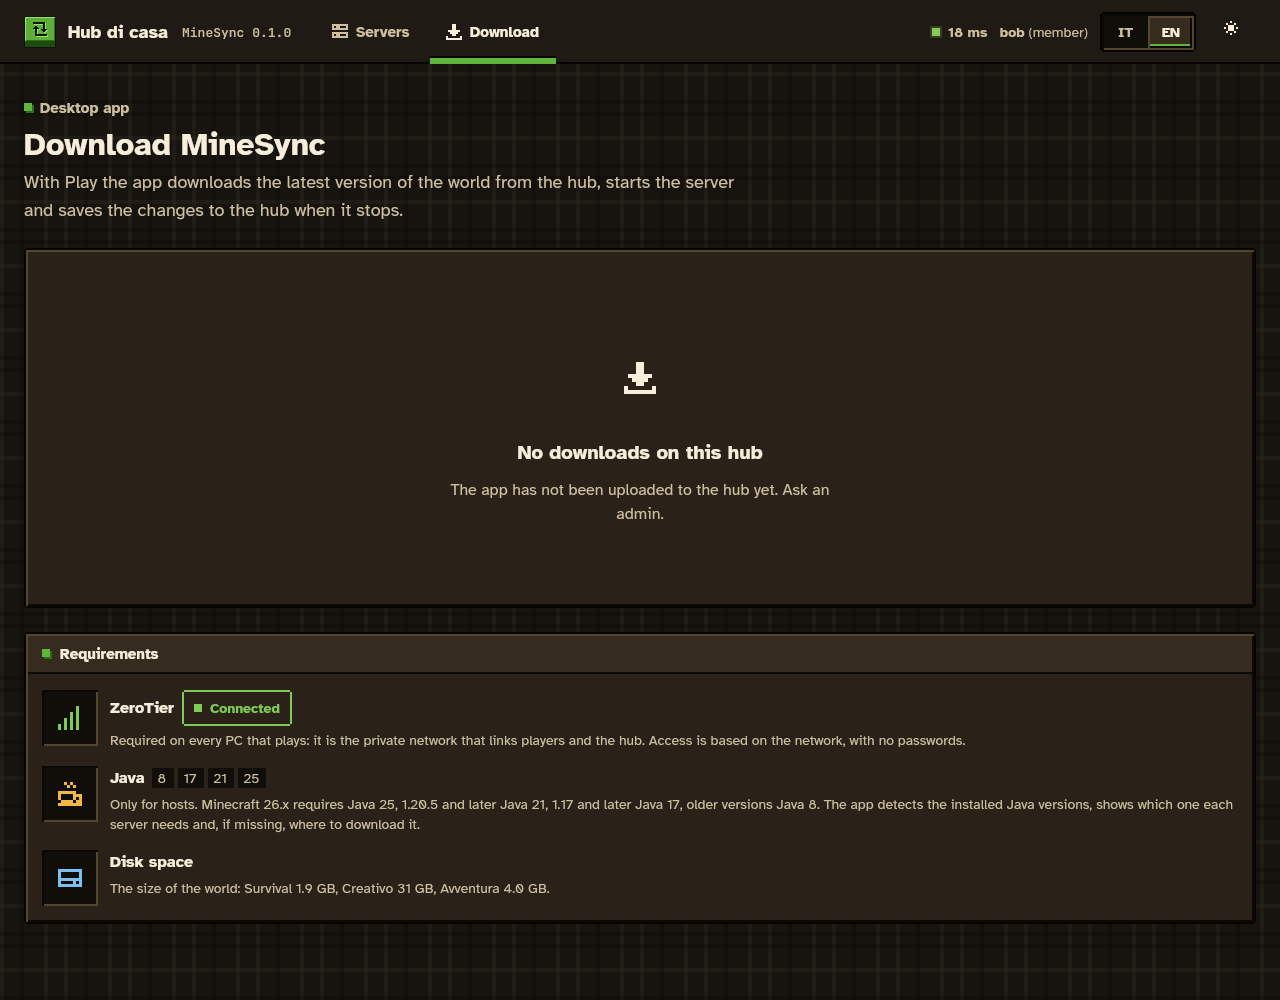 Hub di casa MineSync 0.1.0 Servers Download 18 ms bob (member) IT EN
Desktop app
Download MineSync
With Play the app downloads the latest version of the world from the hub, starts the server
and saves the changes to the hub when it stops.
No downloads on this hub
The app has not been uploaded to the hub yet. Ask an
admin.
Requirements
ZeroTier Connected
Required on every PC that plays: it is the private network that links players and the hub. Access is based on the network, with no passwords.
Java 8 17 21 25
Only for hosts. Minecraft 26.x requires Java 25, 1.20.5 and later Java 21, 1.17 and later Java 17, older versions Java 8. The app detects the installed Java versions, shows which one each
server needs and, if missing, where to download it.
Disk space
The size of the world: Survival 1.9 GB, Creativo 31 GB, Avventura 4.0 GB.